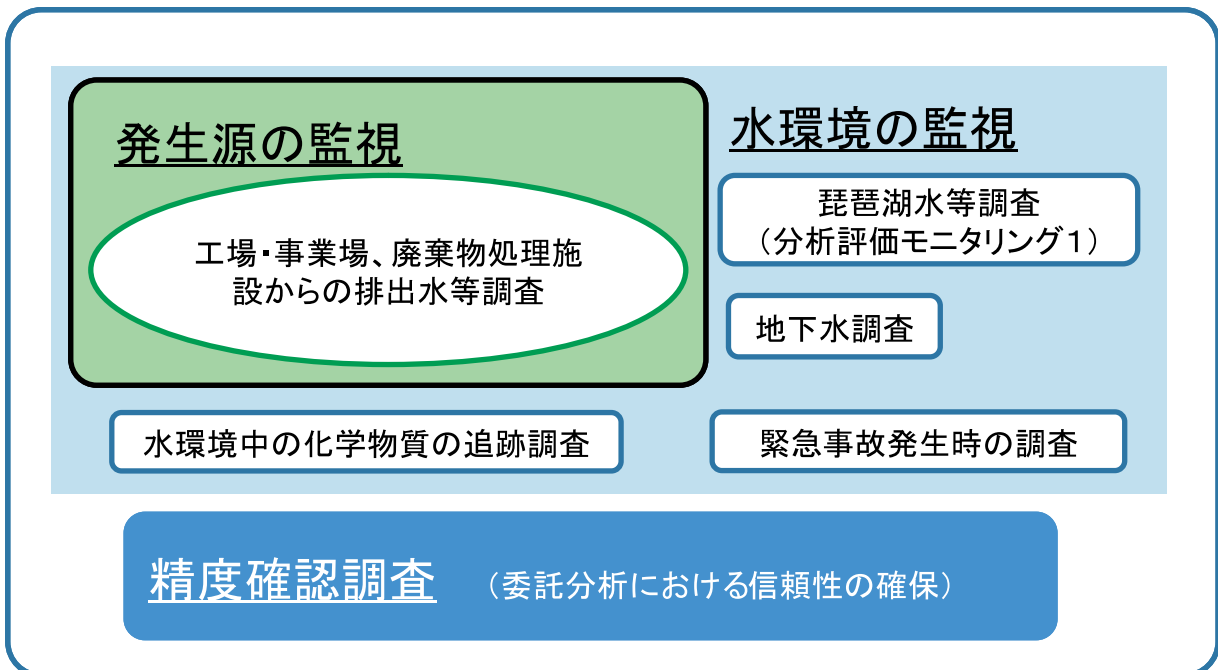 発生源の監視
工場・事業場、廃棄物処理施
設からの排出水等調査
水環境の監視
琵琶湖水等調査
（分析評価モニタリング１）
地下水調査
水環境中の化学物質の追跡調査
緊急事故発生時の調査
精度確認調査 （委託分析における信頼性の確保）